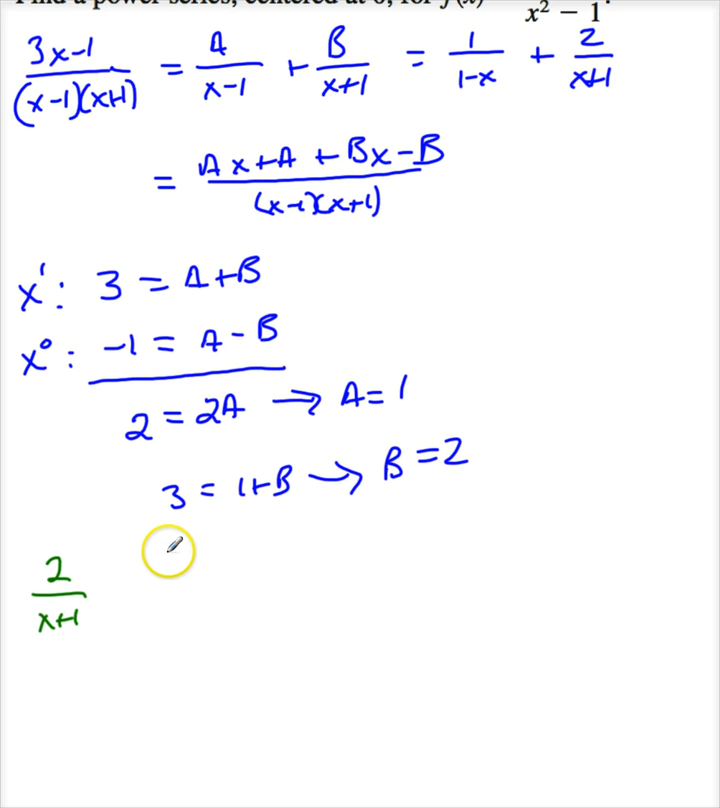 Find a power series, centered at 0, for f(x)
x² − 1.
(3x-1)/((x-1)(x+1)) = A/(x-1) + B/(x+1) = 1/(1-x) + 2/(x+1)
= (Ax+A+Bx-B)/((x-1)(x+1))
x¹: 3 = A+B
x⁰: -1 = A-B
2 = 2A → A=1
3 = 1+B → B=2
2/(x+1)